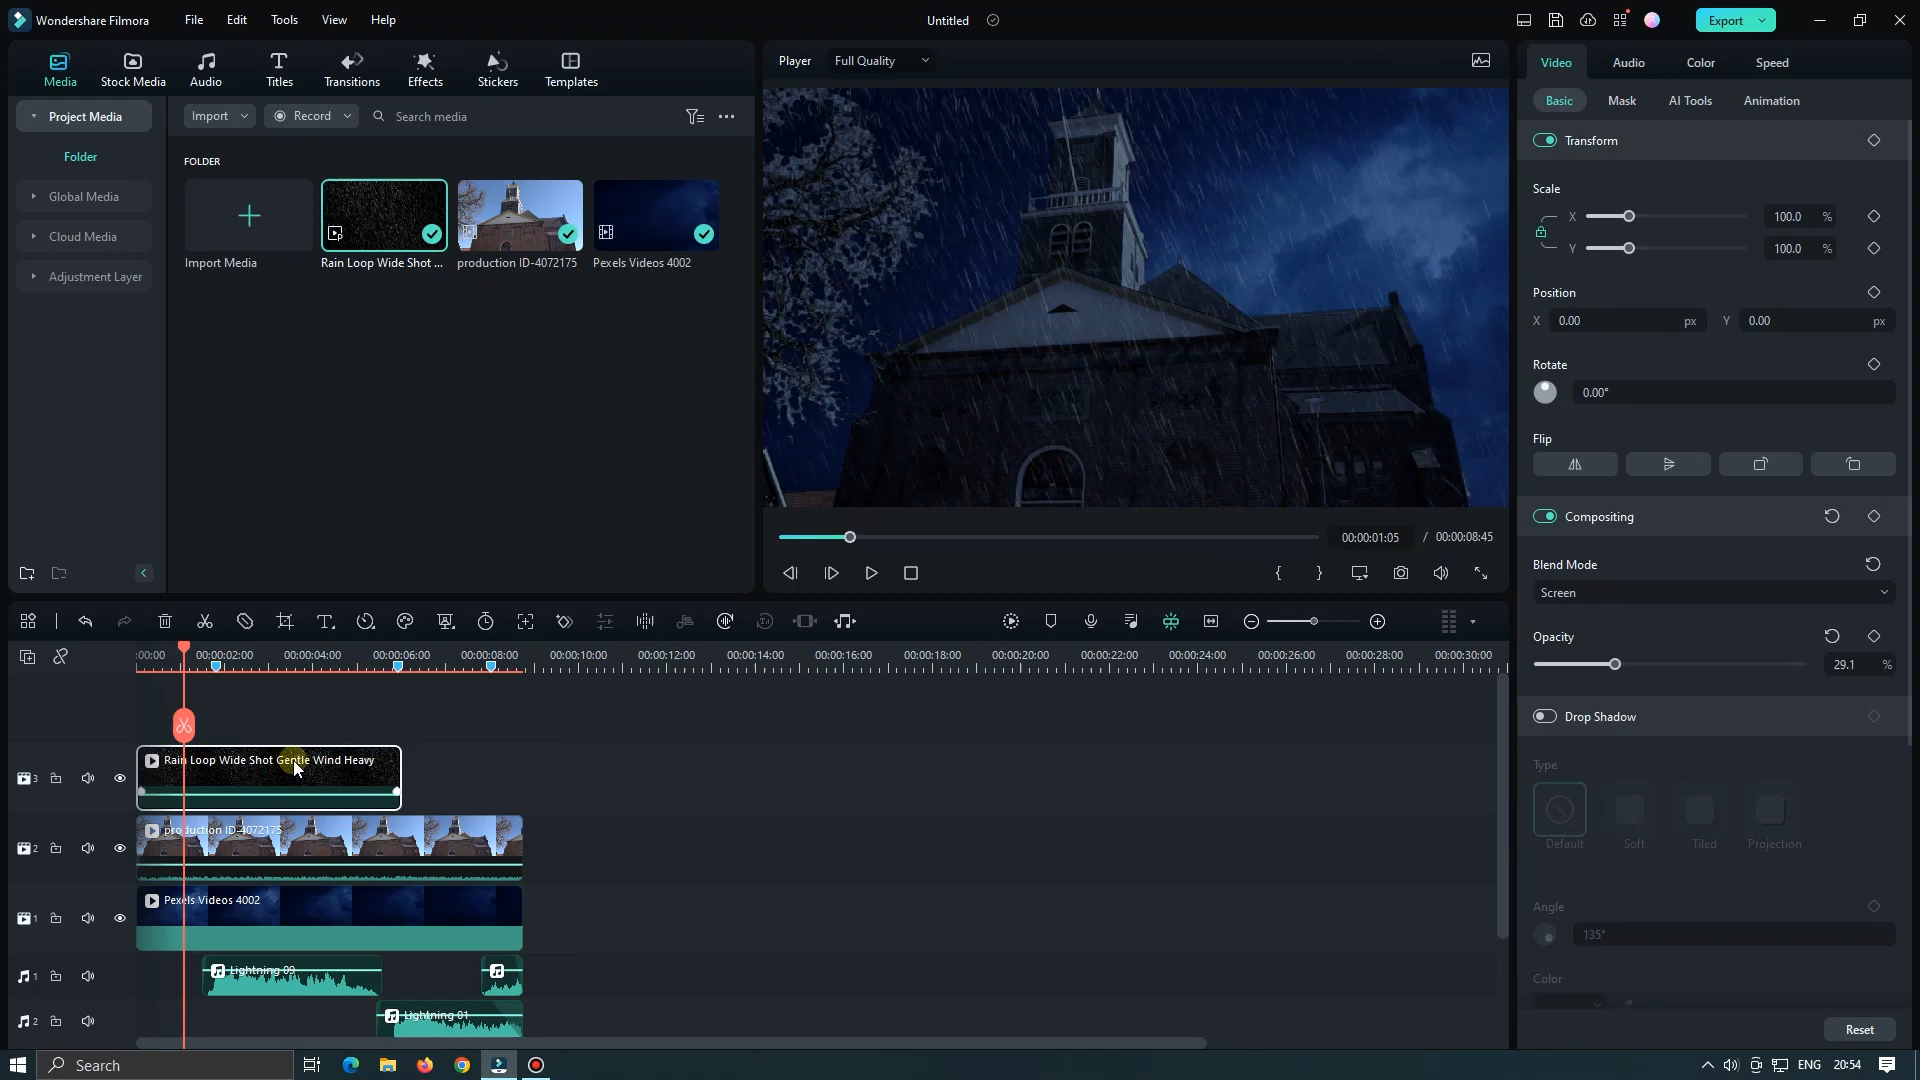 Wondershare Filmora
File
Edit
Tools
View
Help
Untitled
Export
Media
Stock Media
Audio
Titles
Transitions
Effects
Stickers
Templates
Player
Full Quality
Project Media
Folder
Global Media
Cloud Media
Adjustment Layer
Import
Record
Search media
FOLDER
Import Media
Rain Loop Wide Shot ...
production ID-4072175
Pexels Videos 4002
00:00:01:05 / 00:00:08:45
Video
Audio
Color
Speed
Basic
Mask
AI Tools
Animation
Transform
Scale
X
100.0 %
Y
100.0 %
Position
X 0.00 px
Y 0.00 px
Rotate
0.00°
Flip
Compositing
Blend Mode
Screen
Opacity
29.1 %
Drop Shadow
Type
Default
Soft
Tiled
Projection
Angle
135°
Color
Reset
:00:00
00:00:02:00
00:00:04:00
00:00:06:00
00:00:08:00
00:00:10:00
00:00:12:00
00:00:14:00
00:00:16:00
00:00:18:00
00:00:20:00
00:00:22:00
00:00:24:00
00:00:26:00
00:00:28:00
00:00:30:00
3
Rain Loop Wide Shot Gentle Wind Heavy
2
production ID-4072175
1
Pexels Videos 4002
1
Lightning 09
2
Lightning 01
Search
ENG
20:54